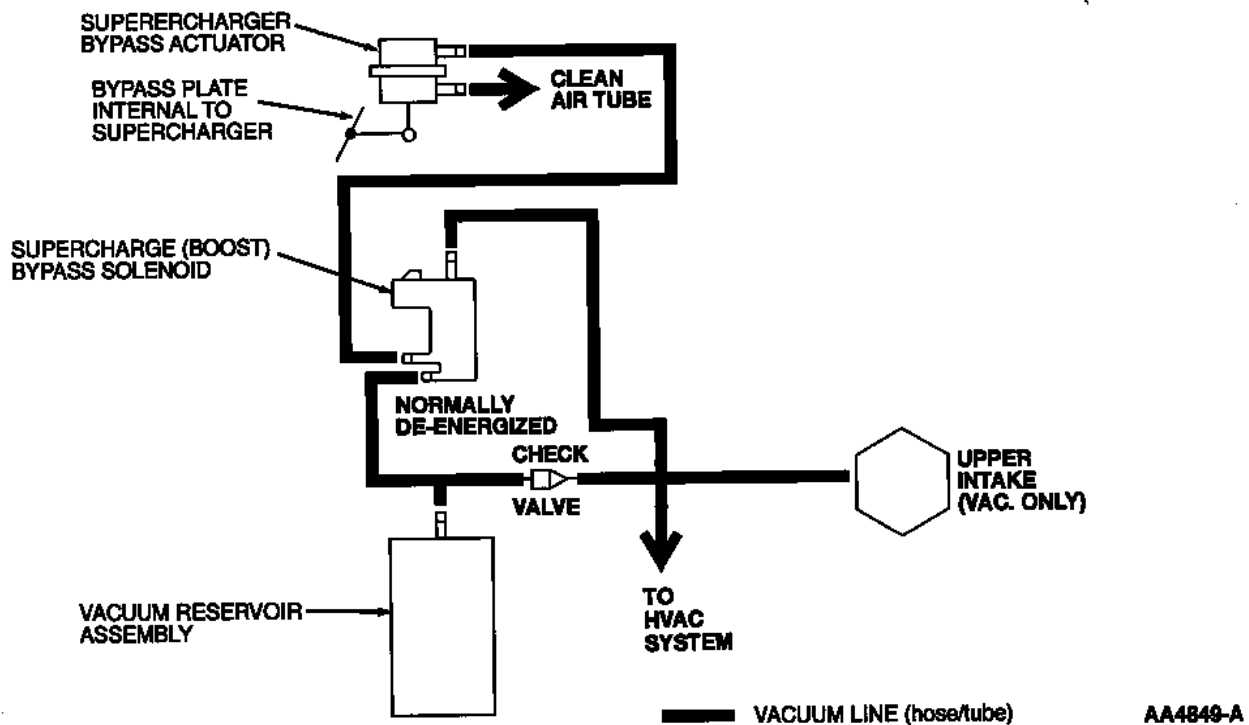 SUPERERCHARGER
BYPASS ACTUATOR
BYPASS PLATE
INTERNAL TO
SUPERCHARGER
CLEAN
AIR TUBE
SUPERCHARGE (BOOST)
BYPASS SOLENOID
NORMALLY
DE-ENERGIZED
CHECK
VALVE
UPPER
INTAKE
(VAC. ONLY)
VACUUM RESERVOIR
ASSEMBLY
TO
HVAC
SYSTEM
VACUUM LINE (hose/tube)
AA4849-A